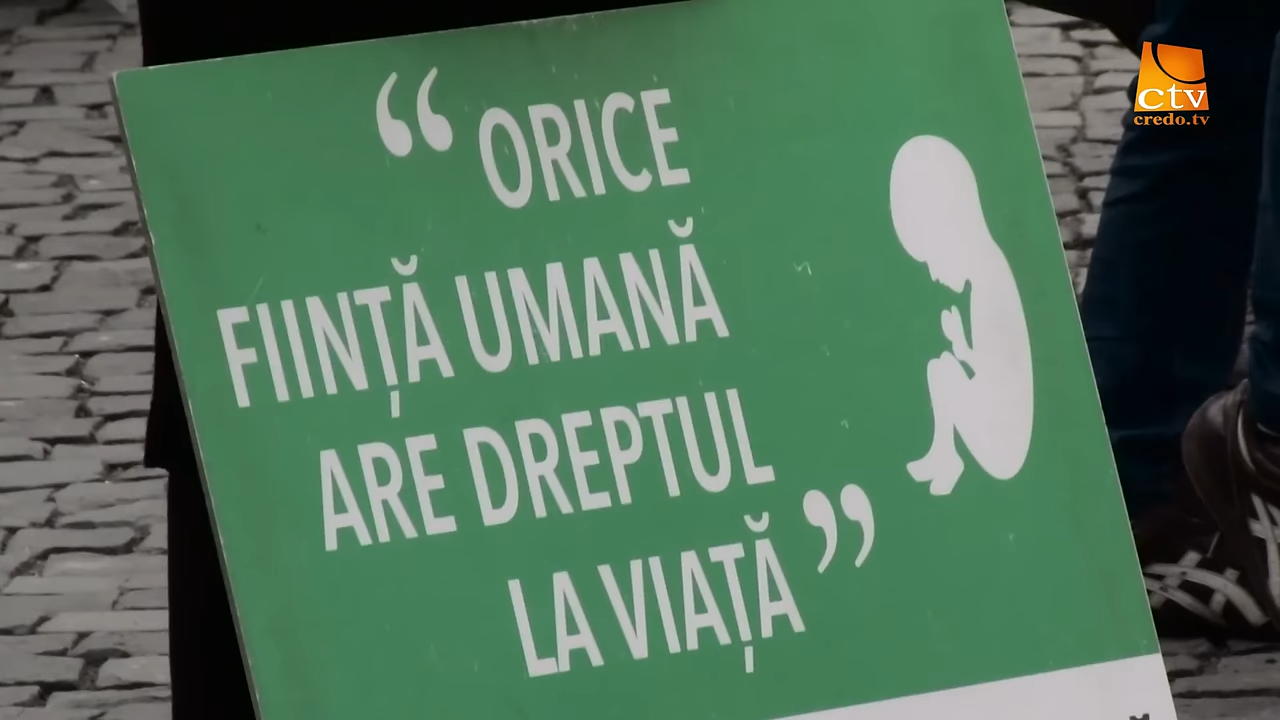 “ ORICE
FIINȚĂ UMANĂ
ARE DREPTUL
LA VIAȚĂ ”
ctv
credo.tv